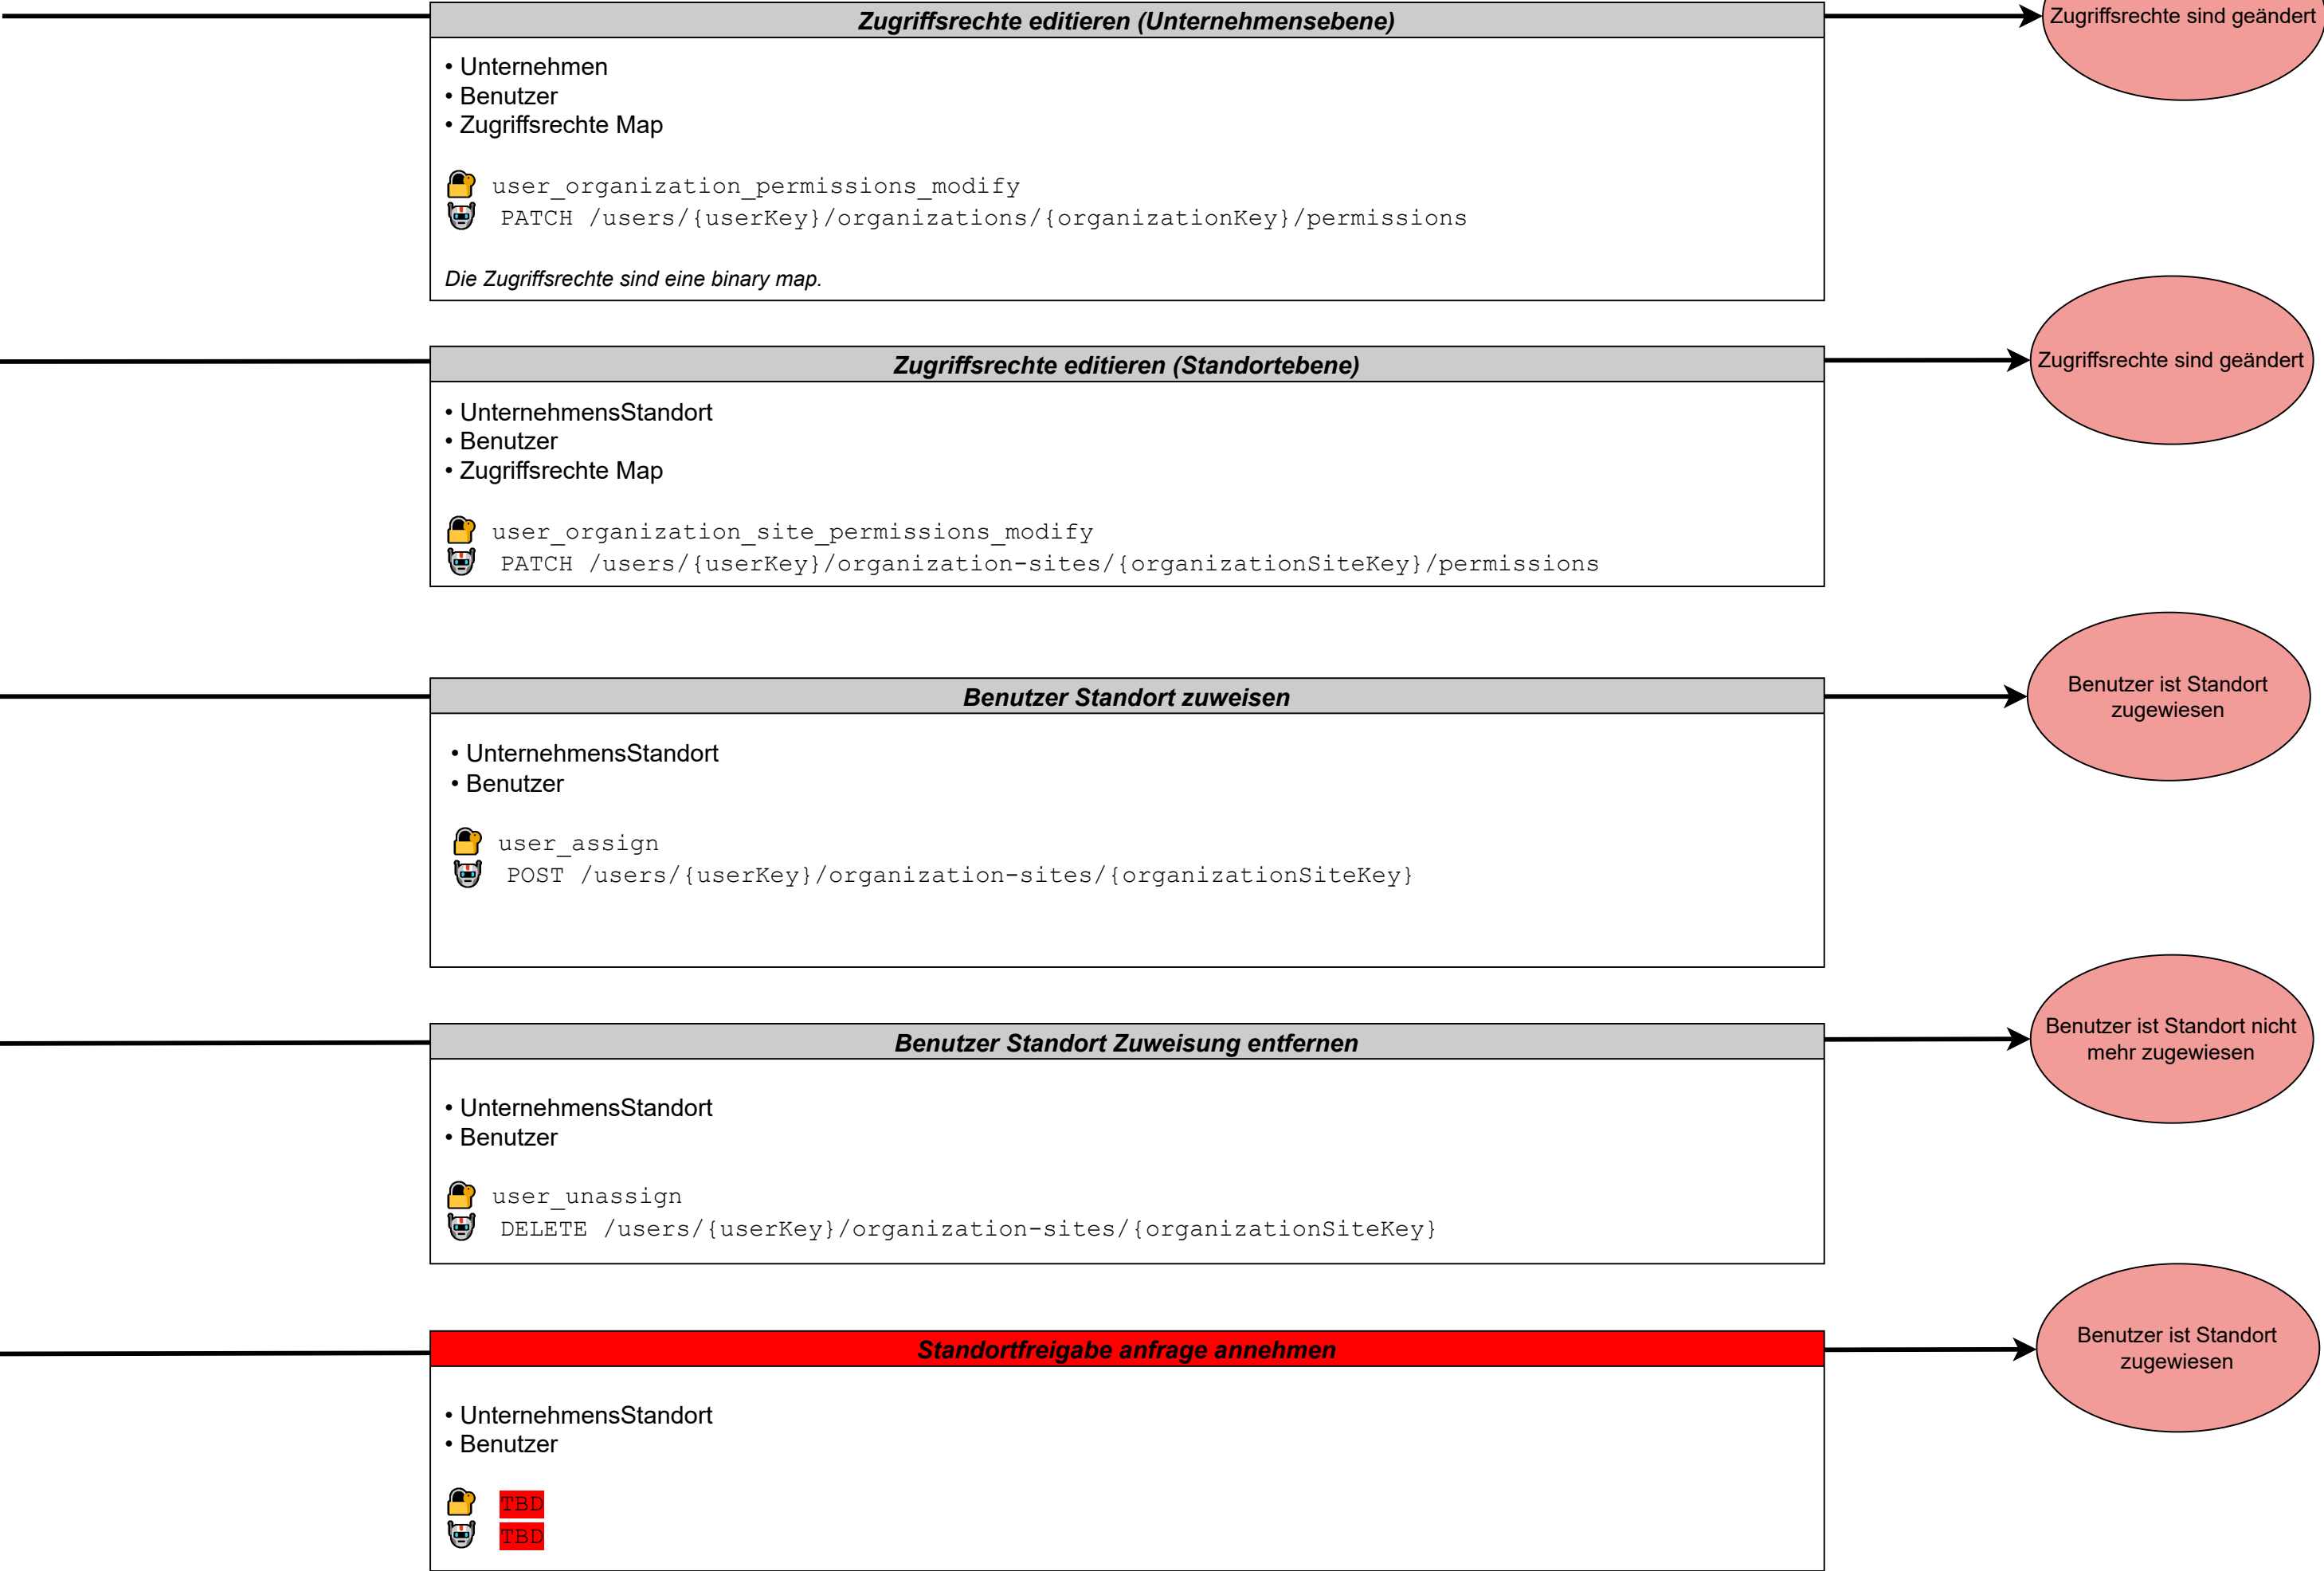 Zugriffsrechte editieren (Unternehmensebene)
Zugriffsrechte sind geändert
• Unternehmen
• Benutzer
• Zugriffsrechte Map
user_organization_permissions_modify
PATCH /users/{userKey}/organizations/{organizationKey}/permissions
Die Zugriffsrechte sind eine binary map.
Zugriffsrechte editieren (Standortebene)
Zugriffsrechte sind geändert
• UnternehmensStandort
• Benutzer
• Zugriffsrechte Map
user_organization_site_permissions_modify
PATCH /users/{userKey}/organization-sites/{organizationSiteKey}/permissions
Benutzer Standort zuweisen
Benutzer ist Standort
zugewiesen
• UnternehmensStandort
• Benutzer
user_assign
POST /users/{userKey}/organization-sites/{organizationSiteKey}
Benutzer Standort Zuweisung entfernen
Benutzer ist Standort nicht
mehr zugewiesen
• UnternehmensStandort
• Benutzer
user_unassign
DELETE /users/{userKey}/organization-sites/{organizationSiteKey}
Standortfreigabe anfrage annehmen
Benutzer ist Standort
zugewiesen
• UnternehmensStandort
• Benutzer
TBD
TBD